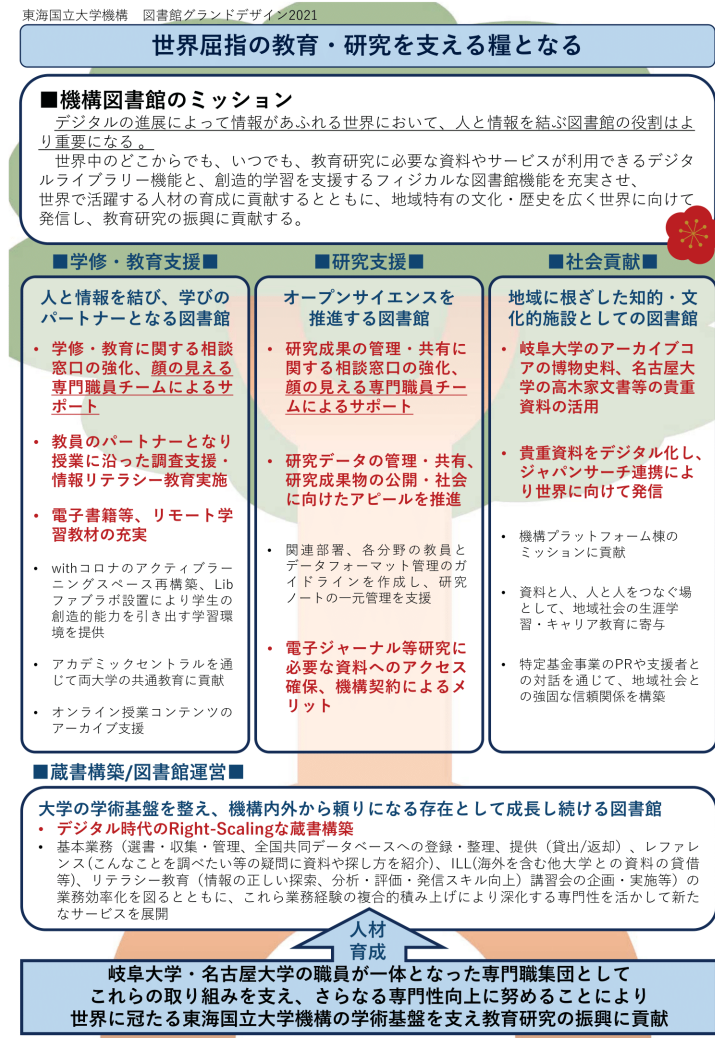 東海国立大学機構　図書館グランドデザイン2021
世界屈指の教育・研究を支える糧となる
■機構図書館のミッション
　デジタルの進展によって情報があふれる世界において、人と情報を結ぶ図書館の役割はよ
り重要になる 。
　世界中のどこからでも、いつでも、教育研究に必要な資料やサービスが利用できるデジタ
ルライブラリー機能と、創造的学習を支援するフィジカルな図書館機能を充実させ、
世界で活躍する人材の育成に貢献するとともに、地域特有の文化・歴史を広く世界に向けて
発信し、教育研究の振興に貢献する。
■学修・教育支援■
人と情報を結び、学びの
パートナーとなる図書館
• 学修・教育に関する相談
窓口の強化、顔の見える
専門職員チームによるサ
ポート
• 教員のパートナーとなり
授業に沿った調査支援・
情報リテラシー教育実施
• 電子書籍等、リモート学
習教材の充実
• withコロナのアクティブラー
ニングスペース再構築、Lib
ファブラボ設置により学生の
創造的能力を引き出す学習環
境を提供
• アカデミックセントラルを通
じて両大学の共通教育に貢献
• オンライン授業コンテンツの
アーカイブ支援
■研究支援■
オープンサイエンスを
推進する図書館
• 研究成果の管理・共有に
関する相談窓口の強化、
顔の見える専門職員チー
ムによるサポート
• 研究データの管理・共有、
研究成果物の公開・社会
に向けたアピールを推進
• 関連部署、各分野の教員と
データフォーマット管理のガ
イドラインを作成し、研究
ノートの一元管理を支援
• 電子ジャーナル等研究に
必要な資料へのアクセス
確保、機構契約によるメ
リット
■社会貢献■
地域に根ざした知的・文
化的施設としての図書館
• 岐阜大学のアーカイブコ
アの博物史料、名古屋大
学の高木家文書等の貴重
資料の活用
• 貴重資料をデジタル化し、
ジャパンサーチ連携によ
り世界に向けて発信
• 機構プラットフォーム棟の
ミッションに貢献
• 資料と人、人と人をつなぐ場
として、地域社会の生涯学
習・キャリア教育に寄与
• 特定基金事業のPRや支援者と
の対話を通じて、地域社会と
の強固な信頼関係を構築
■蔵書構築/図書館運営■
大学の学術基盤を整え、機構内外から頼りになる存在として成長し続ける図書館
• デジタル時代のRight-Scalingな蔵書構築
• 基本業務（選書・収集・管理、全国共同データベースへの登録・整理、提供（貸出/返却）、レファレ
ンス(こんなことを調べたい等の疑問に資料や探し方を紹介)、ILL(海外を含む他大学との資料の貸借
等)、リテラシー教育（情報の正しい探索、分析・評価・発信スキル向上）講習会の企画・実施等）の
業務効率化を図るとともに、これら業務経験の複合的積み上げにより深化する専門性を活かして新た
なサービスを展開
人材
育成
岐阜大学・名古屋大学の職員が一体となった専門職集団として
これらの取り組みを支え、さらなる専門性向上に努めることにより
世界に冠たる東海国立大学機構の学術基盤を支え教育研究の振興に貢献